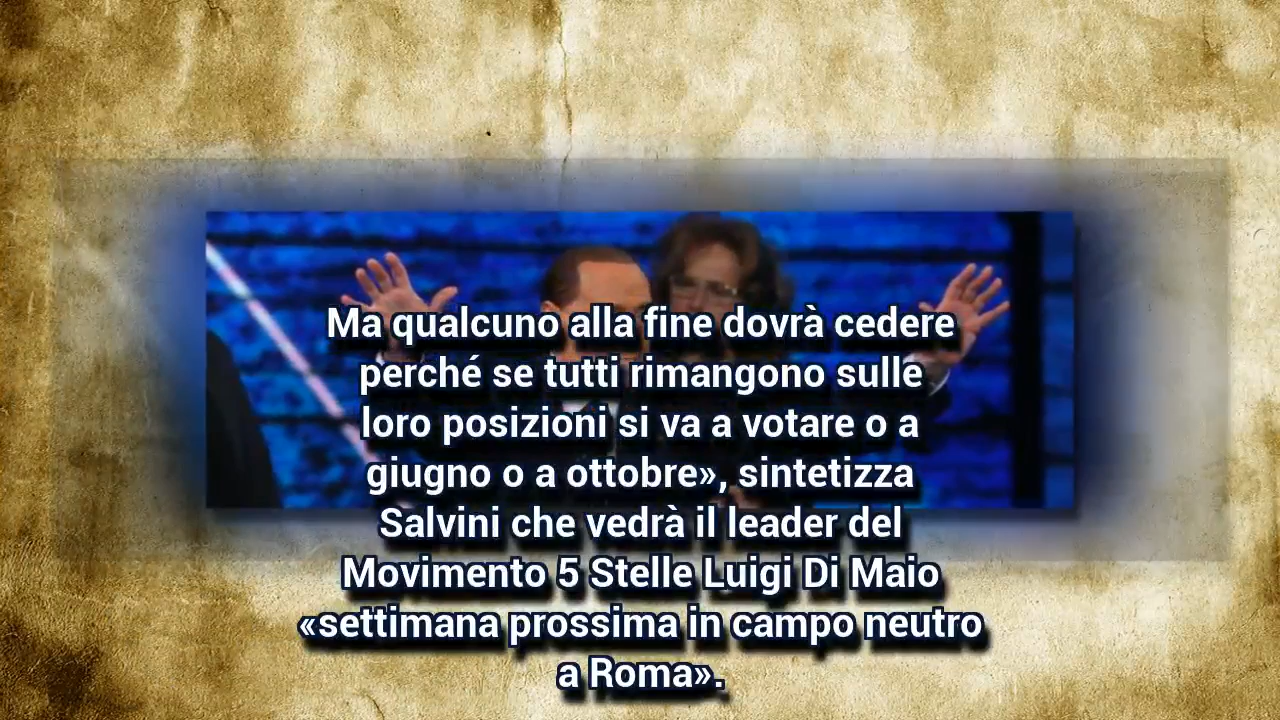 Ma qualcuno alla fine dovrà cedere
perché se tutti rimangono sulle
loro posizioni si va a votare o a
giugno o a ottobre», sintetizza
Salvini che vedrà il leader del
Movimento 5 Stelle Luigi Di Maio
«settimana prossima in campo neutro
a Roma».